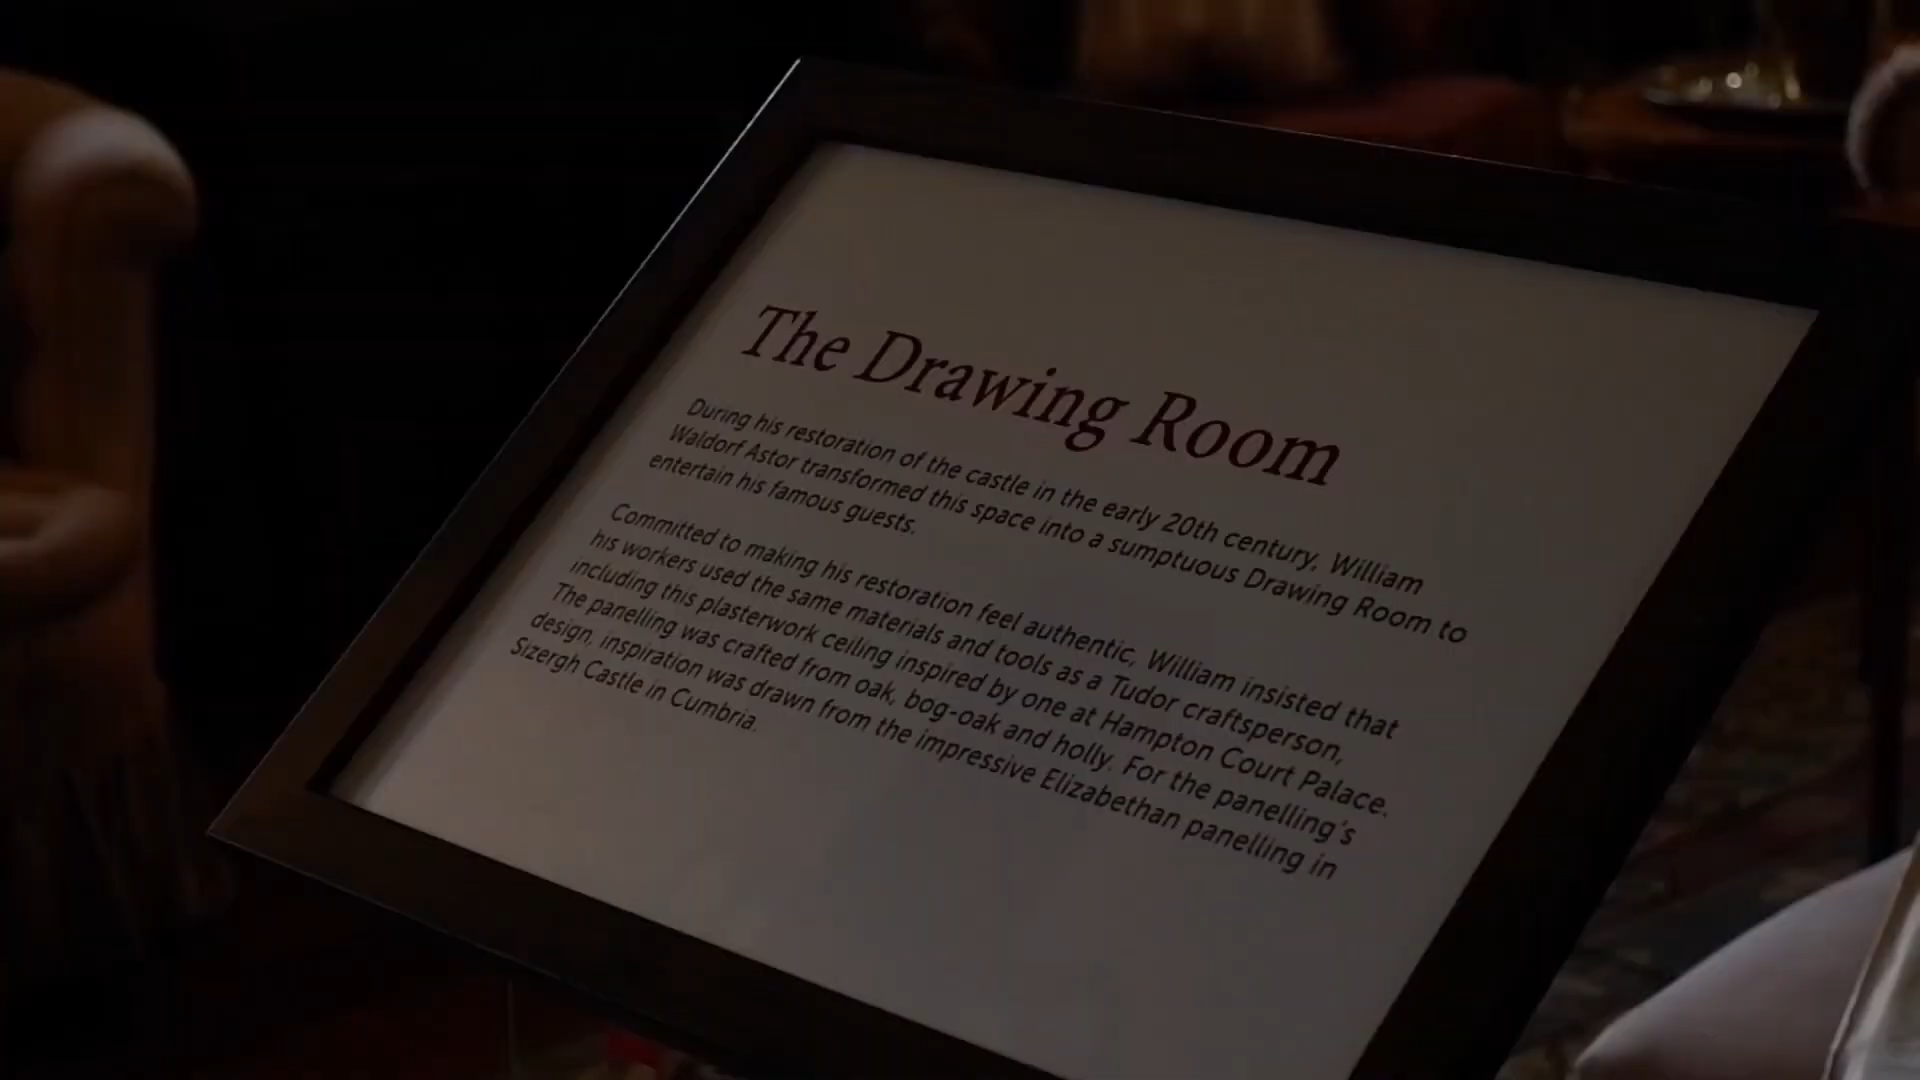 The Drawing Room
During his restoration of the castle in the early 20th century, William
Waldorf Astor transformed this space into a sumptuous Drawing Room to
entertain his famous guests.
Committed to making his restoration feel authentic, William insisted that
his workers used the same materials and tools as a Tudor craftsperson,
including this plasterwork ceiling inspired by one at Hampton Court Palace.
The panelling was crafted from oak, bog-oak and holly. For the panelling's
design, inspiration was drawn from the impressive Elizabethan panelling in
Sizergh Castle in Cumbria.